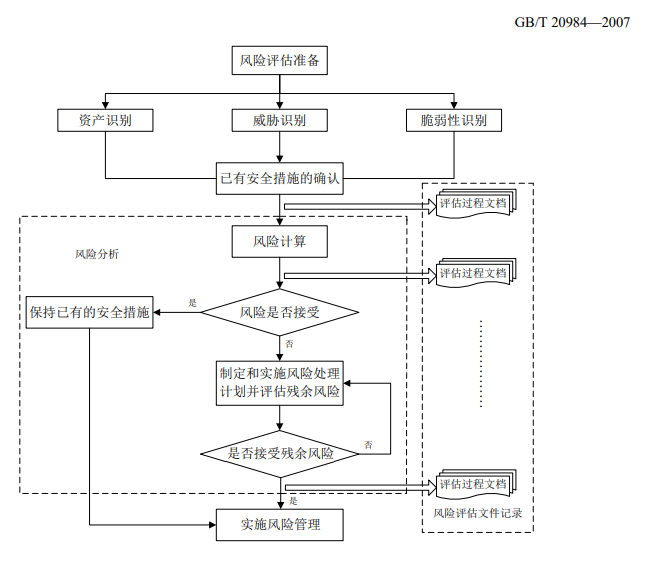 GB/T 20984—2007
风险评估准备
资产识别
威胁识别
脆弱性识别
已有安全措施的确认
评估过程文档
风险计算
风险分析
评估过程文档
是
保持已有的安全措施
风险是否接受
否
制定和实施风险处理
计划并评估残余风险
否
是否接受残余风险
评估过程文档
是
风险评估文件记录
实施风险管理